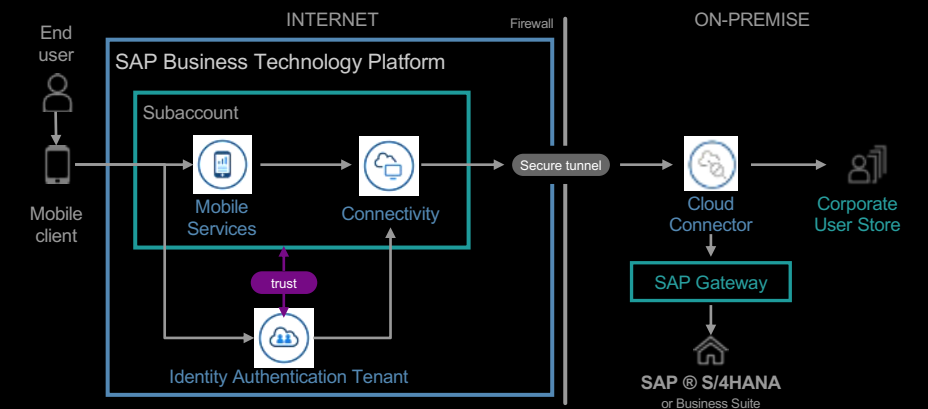 INTERNET
Firewall
ON-PREMISE
End
user
SAP Business Technology Platform
Subaccount
Secure tunnel
Mobile
client
Mobile
Services
Connectivity
Cloud
Connector
Corporate
User Store
trust
SAP Gateway
Identity Authentication Tenant
SAP ® S/4HANA
or Business Suite